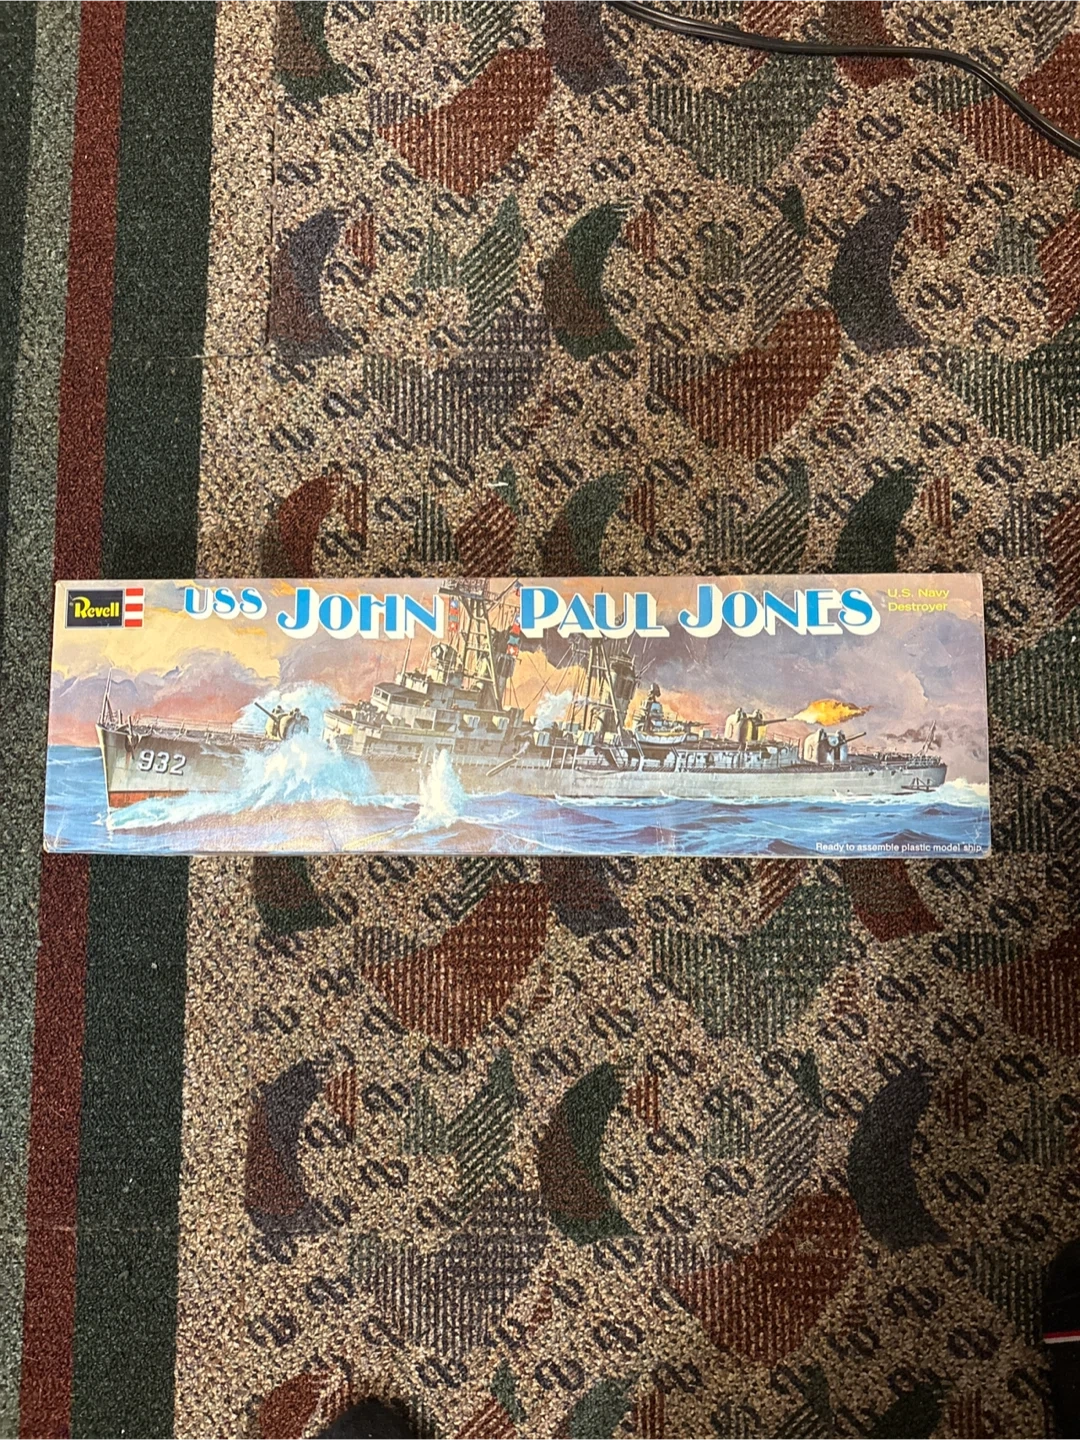 Revell
USS JOHN PAUL JONES
U.S. Navy
Destroyer
932
Ready to assemble plastic model ship